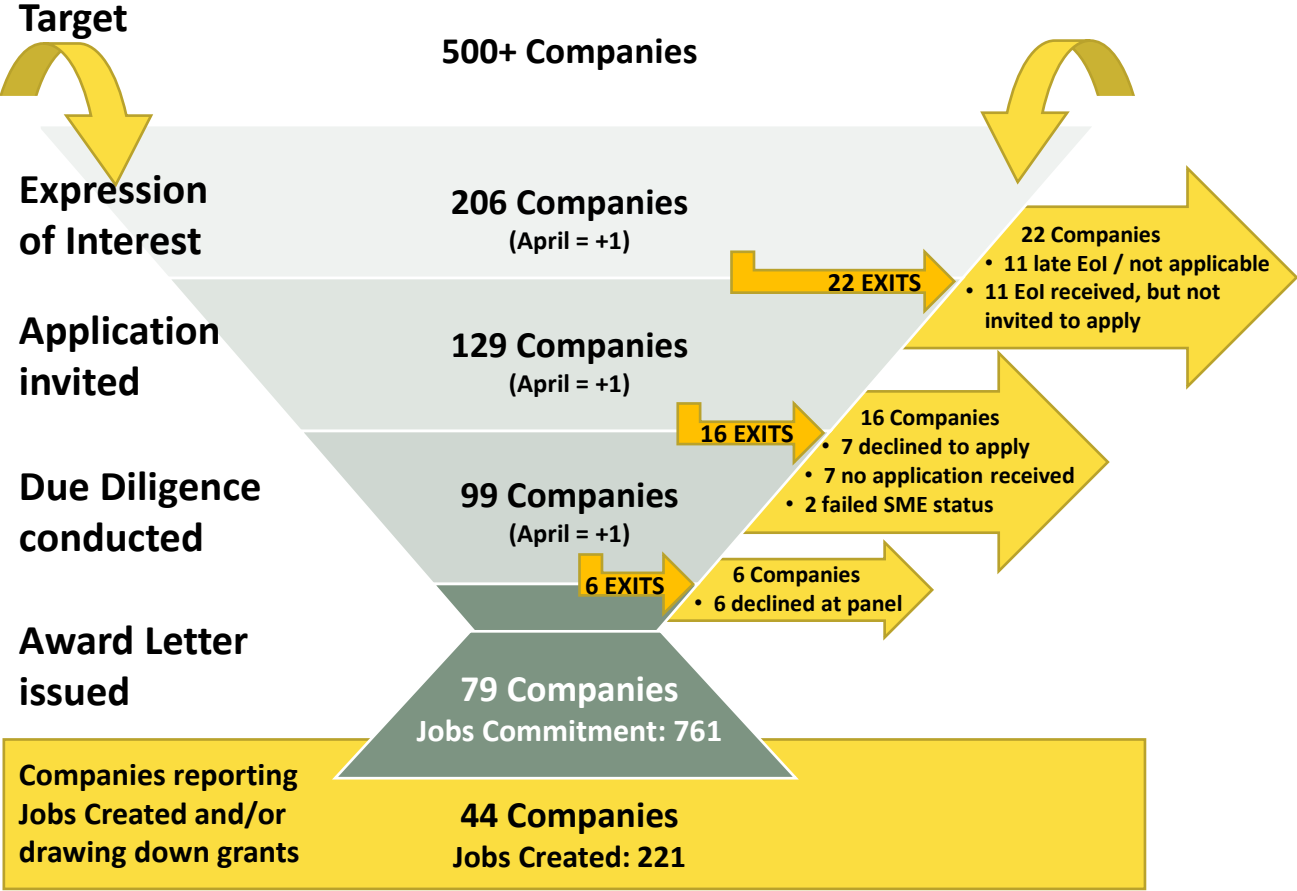 Target
500+ Companies
Expression
of Interest
206 Companies
(April = +1)
22 EXITS
22 Companies
• 11 late EoI / not applicable
• 11 EoI received, but not
invited to apply
Application
invited
129 Companies
(April = +1)
16 EXITS
16 Companies
• 7 declined to apply
• 7 no application received
• 2 failed SME status
Due Diligence
conducted
99 Companies
(April = +1)
6 EXITS
6 Companies
• 6 declined at panel
Award Letter
issued
79 Companies
Jobs Commitment: 761
Companies reporting
Jobs Created and/or
drawing down grants
44 Companies
Jobs Created: 221